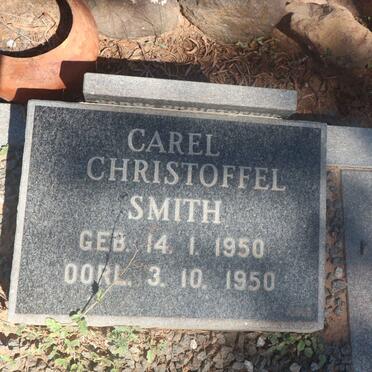 CAREL
CHRISTOFFEL
SMITH
GEB. 14. 1. 1950
OORL. 3. 10. 1950